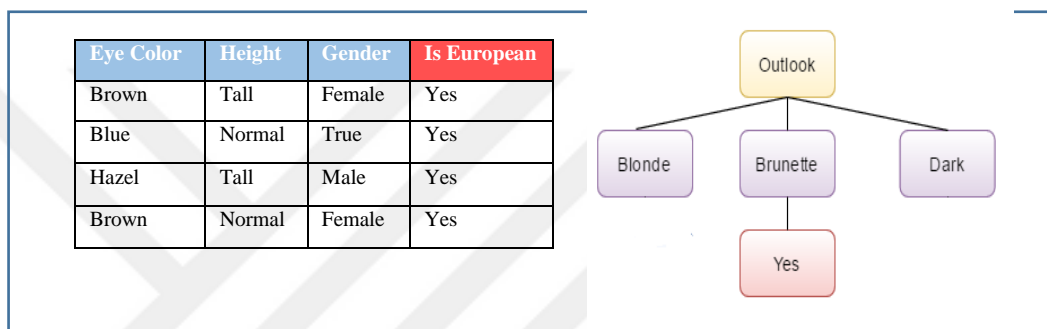 Eye Color Height Gender Is European
Brown Tall Female Yes
Blue Normal True Yes
Hazel Tall Male Yes
Brown Normal Female Yes
Outlook
Blonde Brunette Dark
Yes